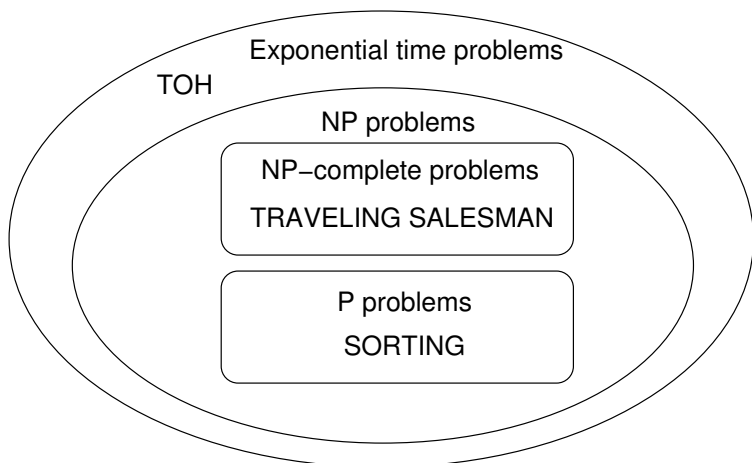 Exponential time problems
TOH
NP problems
NP−complete problems
TRAVELING SALESMAN
P problems
SORTING